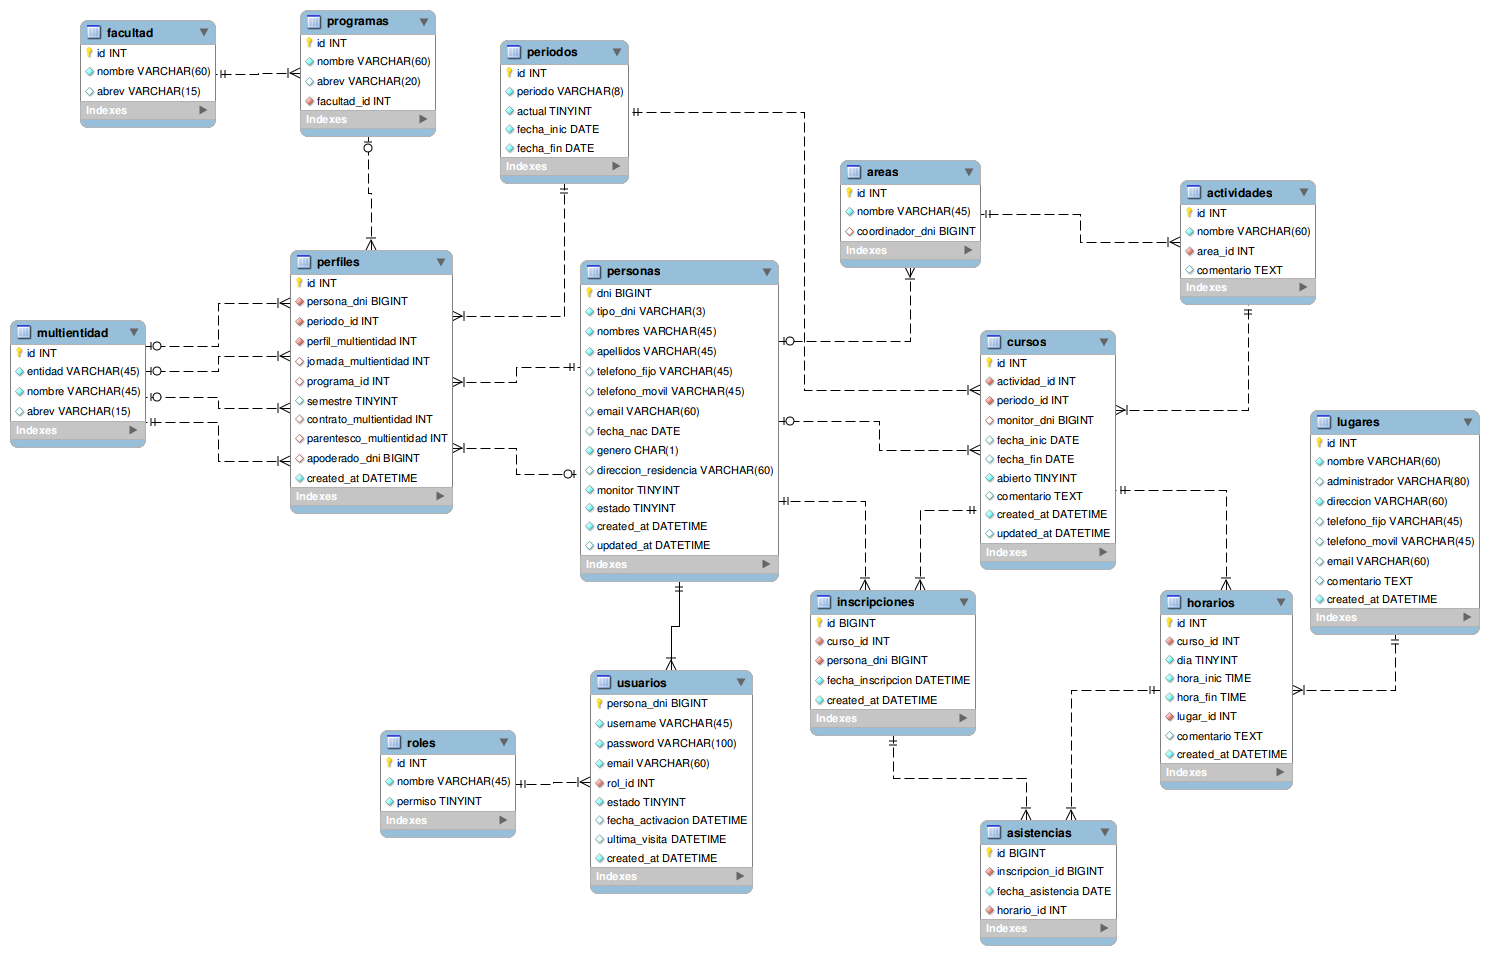 facultad
id INT
nombre VARCHAR(60)
abrev VARCHAR(15)
Indexes
programas
id INT
nombre VARCHAR(60)
abrev VARCHAR(20)
facultad_id INT
Indexes
periodos
id INT
periodo VARCHAR(8)
actual TINYINT
fecha_inic DATE
fecha_fin DATE
Indexes
areas
id INT
nombre VARCHAR(45)
coordinador_dni BIGINT
Indexes
actividades
id INT
nombre VARCHAR(60)
area_id INT
comentario TEXT
Indexes
multientidad
id INT
entidad VARCHAR(45)
nombre VARCHAR(45)
abrev VARCHAR(15)
Indexes
perfiles
id INT
persona_dni BIGINT
periodo_id INT
perfil_multientidad INT
jornada_multientidad INT
programa_id INT
semestre TINYINT
contrato_multientidad INT
parentesco_multientidad INT
apoderado_dni BIGINT
created_at DATETIME
Indexes
personas
dni BIGINT
tipo_dni VARCHAR(3)
nombres VARCHAR(45)
apellidos VARCHAR(45)
telefono_fijo VARCHAR(45)
telefono_movil VARCHAR(45)
email VARCHAR(60)
fecha_nac DATE
genero CHAR(1)
direccion_residencia VARCHAR(60)
monitor TINYINT
estado TINYINT
created_at DATETIME
updated_at DATETIME
Indexes
cursos
id INT
actividad_id INT
periodo_id INT
monitor_dni BIGINT
fecha_inic DATE
fecha_fin DATE
abierto TINYINT
comentario TEXT
created_at DATETIME
updated_at DATETIME
Indexes
lugares
id INT
nombre VARCHAR(60)
administrador VARCHAR(80)
direccion VARCHAR(60)
telefono_fijo VARCHAR(45)
telefono_movil VARCHAR(45)
email VARCHAR(60)
comentario TEXT
created_at DATETIME
Indexes
inscripciones
id BIGINT
curso_id INT
persona_dni BIGINT
fecha_inscripcion DATETIME
created_at DATETIME
Indexes
horarios
id INT
curso_id INT
dia TINYINT
hora_inic TIME
hora_fin TIME
lugar_id INT
comentario TEXT
created_at DATETIME
Indexes
roles
id INT
nombre VARCHAR(45)
permiso TINYINT
Indexes
usuarios
persona_dni BIGINT
username VARCHAR(45)
password VARCHAR(100)
email VARCHAR(60)
rol_id INT
estado TINYINT
fecha_activacion DATETIME
ultima_visita DATETIME
created_at DATETIME
Indexes
asistencias
id BIGINT
inscripcion_id BIGINT
fecha_asistencia DATE
horario_id INT
Indexes